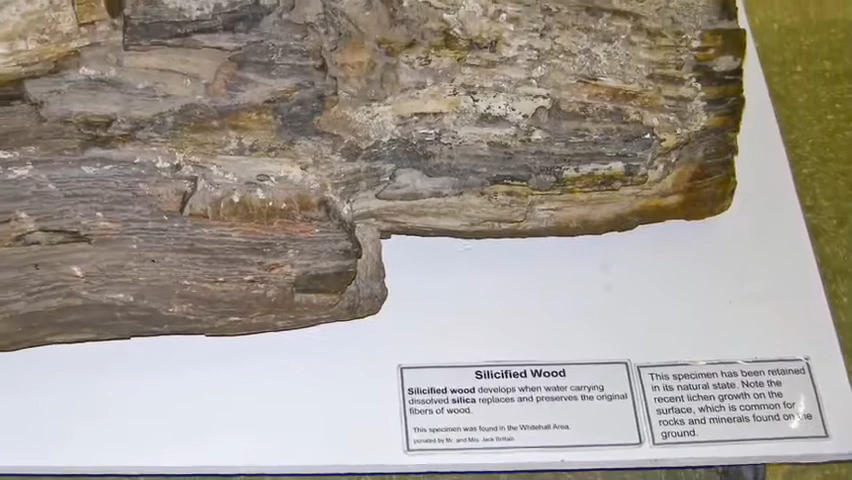 Silicified Wood
Silicified wood develops when water carrying
dissolved silica replaces and preserves the original
fibers of wood.
This specimen was found in the Whitehall Area.
Donated by Mr. and Mrs. Jack Bretall
This specimen has been retained
in its natural state. Note the
recent lichen growth on the
surface, which is common for
rocks and minerals found on the
ground.